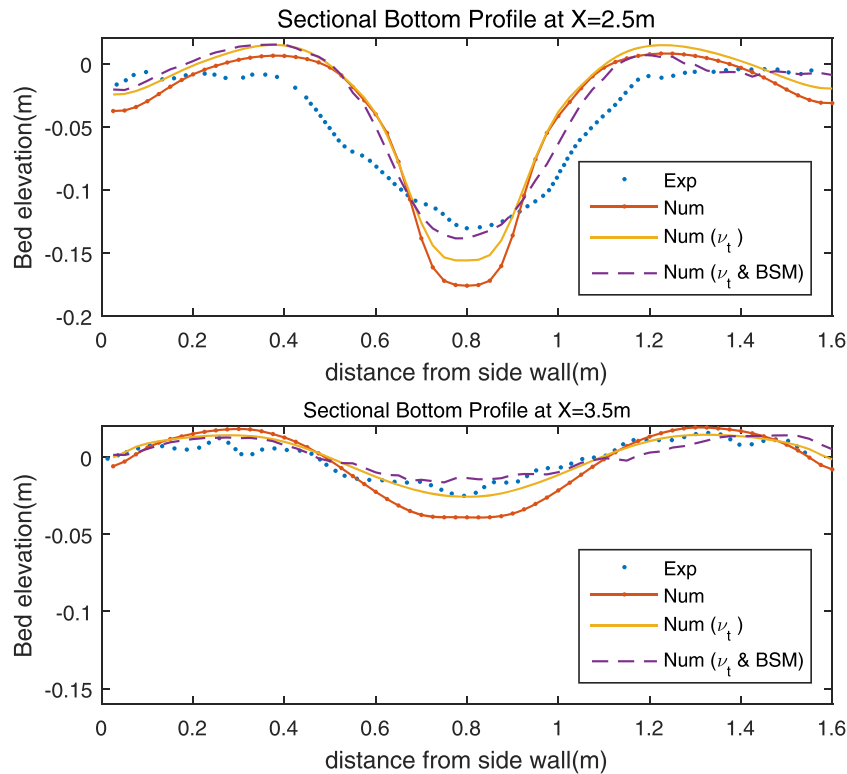 Sectional Bottom Profile at X=2.5m
Bed elevation(m)
0
-0.05
-0.1
-0.15
-0.2
Exp
Num
Num (ν_t )
Num (ν_t & BSM)
0 0.2 0.4 0.6 0.8 1 1.2 1.4 1.6
distance from side wall(m)
Sectional Bottom Profile at X=3.5m
Bed elevation(m)
0
-0.05
-0.1
-0.15
Exp
Num
Num (ν_t )
Num (ν_t & BSM)
0 0.2 0.4 0.6 0.8 1 1.2 1.4 1.6
distance from side wall(m)